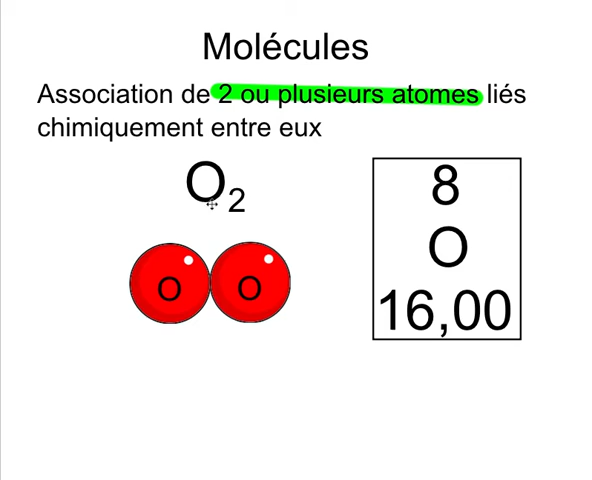 Molécules
Association de 2 ou plusieurs atomes liés
chimiquement entre eux
O₂
O O
8
O
16,00